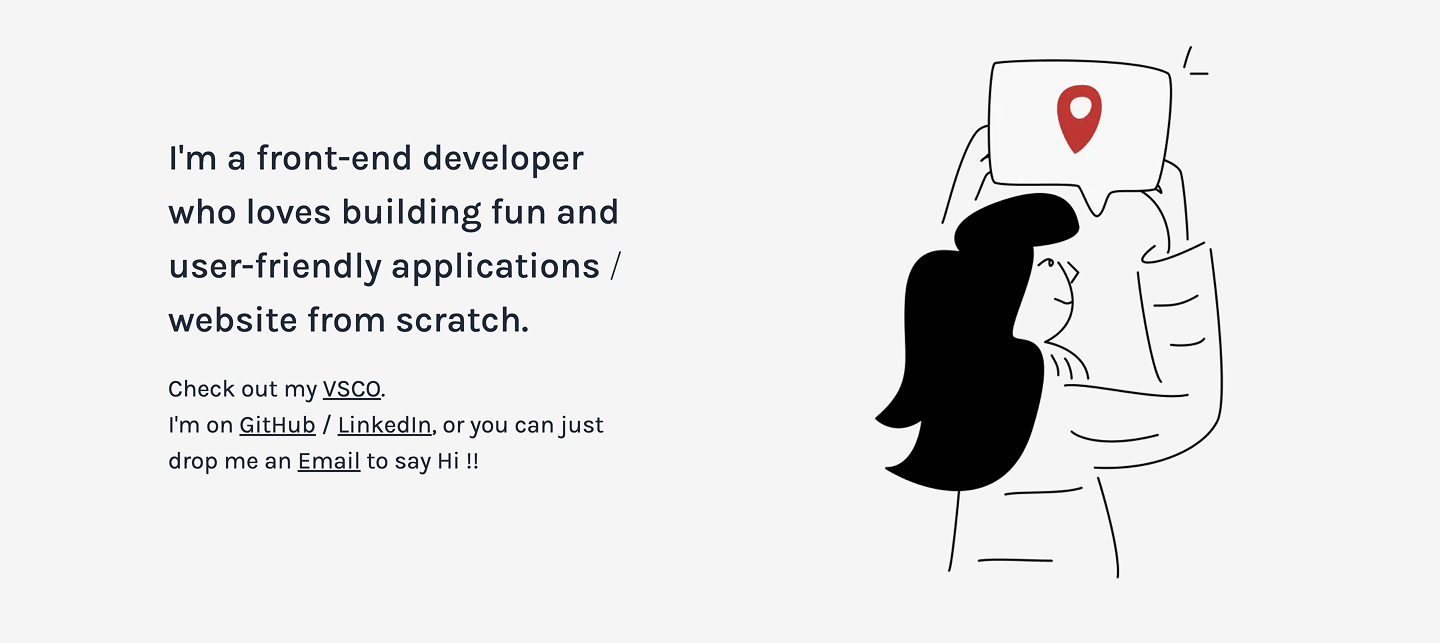 I'm a front-end developer
who loves building fun and
user-friendly applications /
website from scratch.
Check out my VSCO.
I'm on GitHub / LinkedIn, or you can just
drop me an Email to say Hi !!